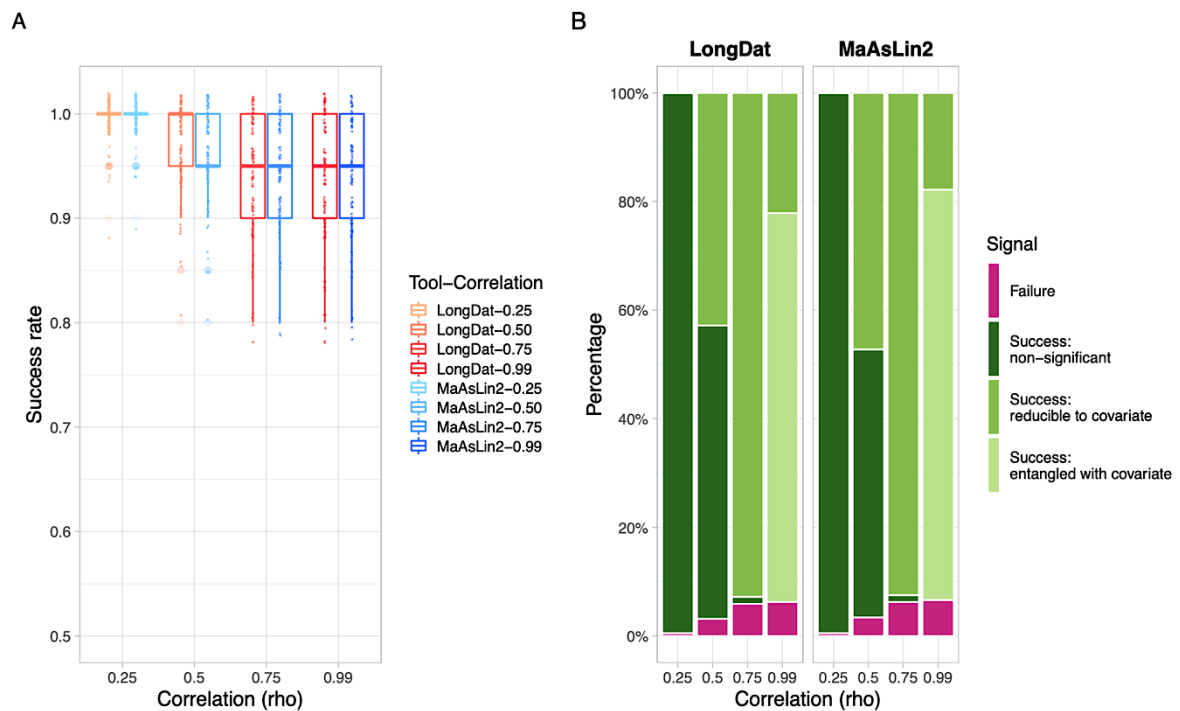 A
Success rate
1.0
0.9
0.8
0.7
0.6
0.5
0.25
0.5
0.75
0.99
Correlation (rho)
Tool−Correlation
LongDat−0.25
LongDat−0.50
LongDat−0.75
LongDat−0.99
MaAsLin2−0.25
MaAsLin2−0.50
MaAsLin2−0.75
MaAsLin2−0.99
B
LongDat
MaAsLin2
Percentage
100%
80%
60%
40%
20%
0%
0.25
0.5
0.75
0.99
0.25
0.5
0.75
0.99
Correlation (rho)
Signal
Failure
Success:
non−significant
Success:
reducible to covariate
Success:
entangled with covariate